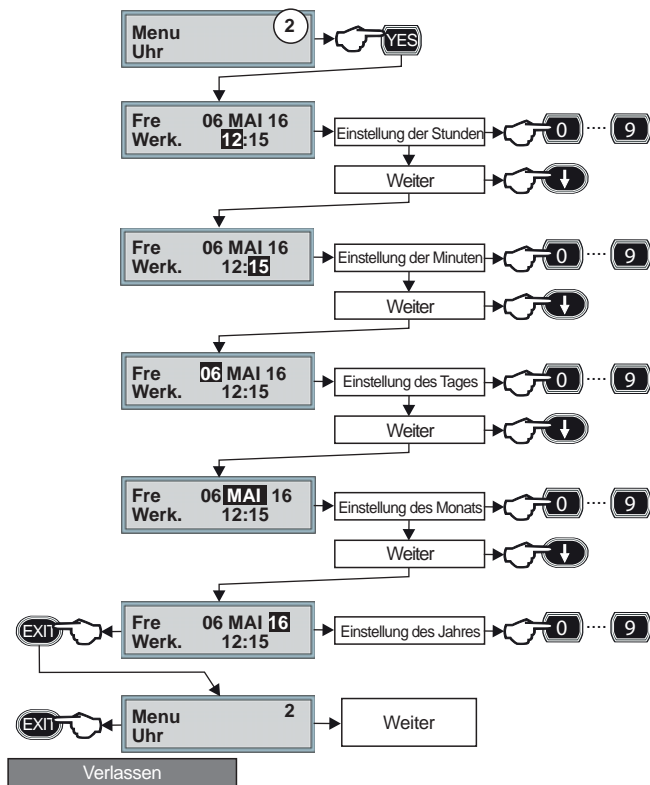 Menu 2
Uhr
YES
Fre 06 MAI 16
Werk. 12:15
Einstellung der Stunden
0 ···· 9
Weiter
Fre 06 MAI 16
Werk. 12:15
Einstellung der Minuten
0 ···· 9
Weiter
Fre 06 MAI 16
Werk. 12:15
Einstellung des Tages
0 ···· 9
Weiter
Fre 06 MAI 16
Werk. 12:15
Einstellung des Monats
0 ···· 9
Weiter
EXIT
Fre 06 MAI 16
Werk. 12:15
Einstellung des Jahres
0 ···· 9
EXIT
Menu 2
Uhr
Weiter
Verlassen